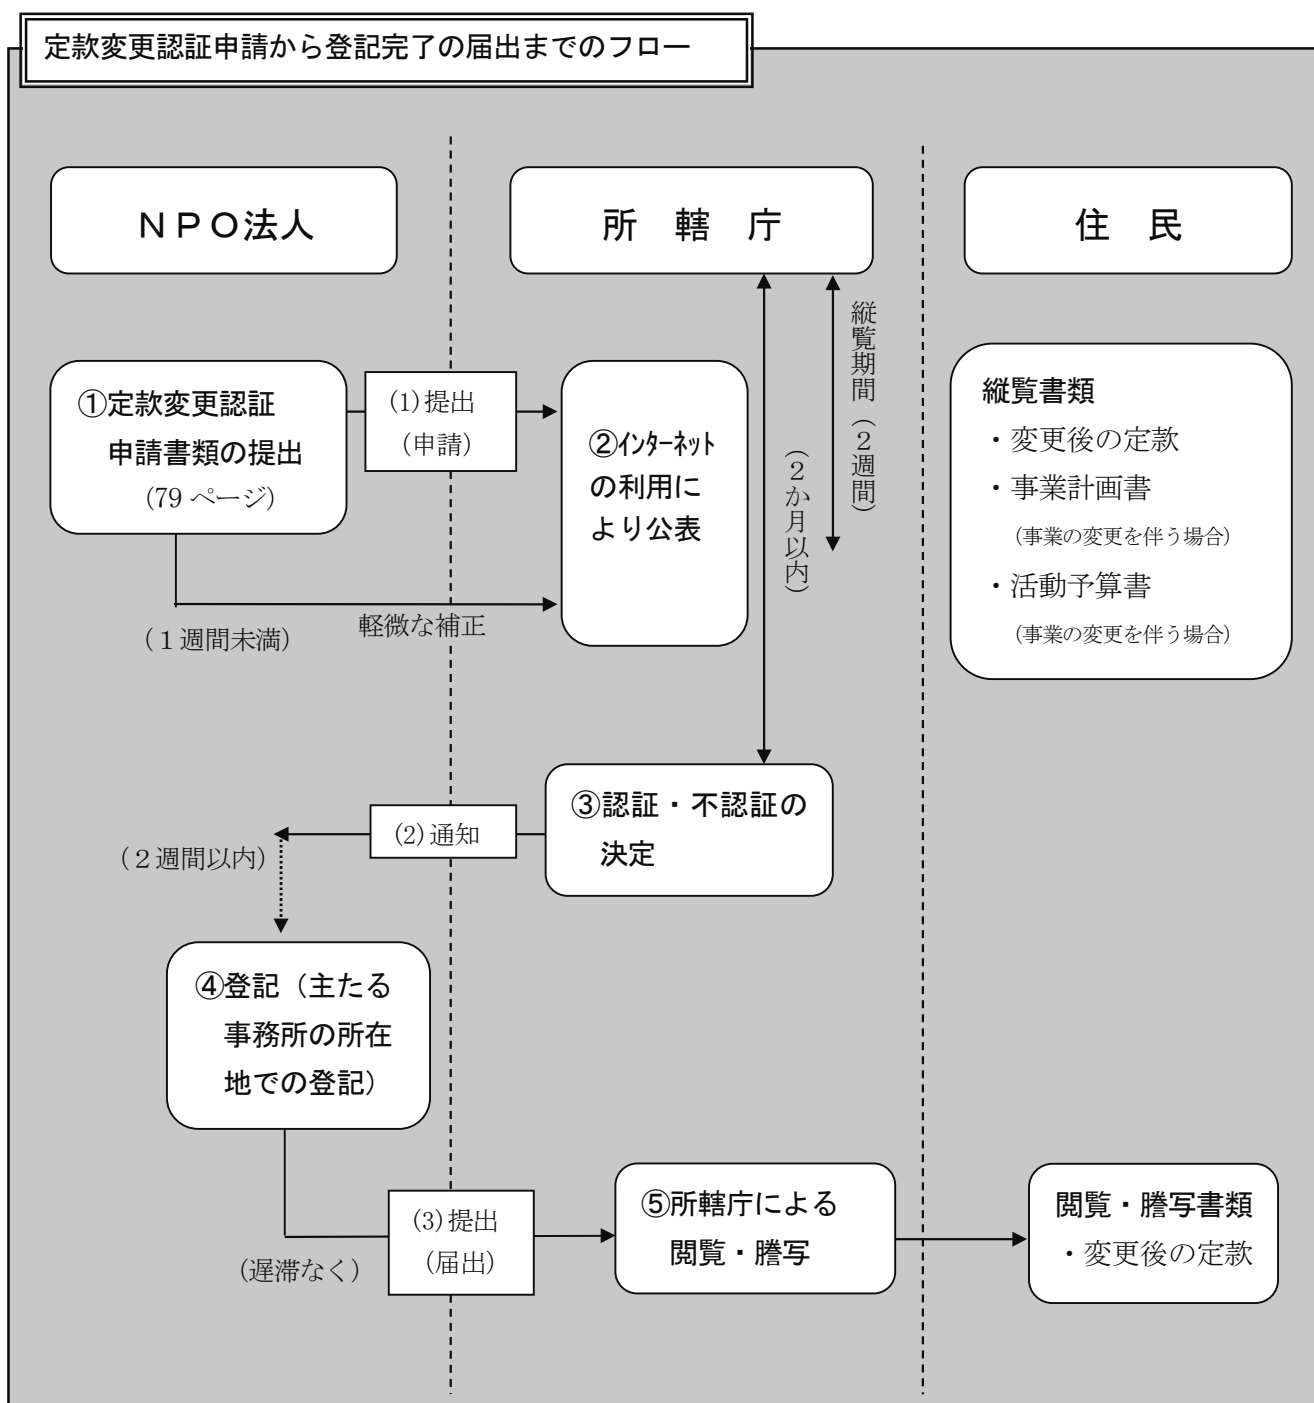 定款変更認証申請から登記完了の届出までのフロー
ＮＰＯ法人
所　轄　庁
住　民
①定款変更認証
申請書類の提出
(79 ページ)
(1)提出
(申請)
②インターネット
の利用に
より公表
縦覧期間（２週間）
（２か月以内）
縦覧書類
・変更後の定款
・事業計画書
（事業の変更を伴う場合）
・活動予算書
（事業の変更を伴う場合）
（１週間未満）
軽微な補正
③認証・不認証の
決定
(2)通知
（２週間以内）
④登記（主たる
事務所の所在
地での登記）
(3)提出
(届出)
（遅滞なく）
⑤所轄庁による
閲覧・謄写
閲覧・謄写書類
・変更後の定款